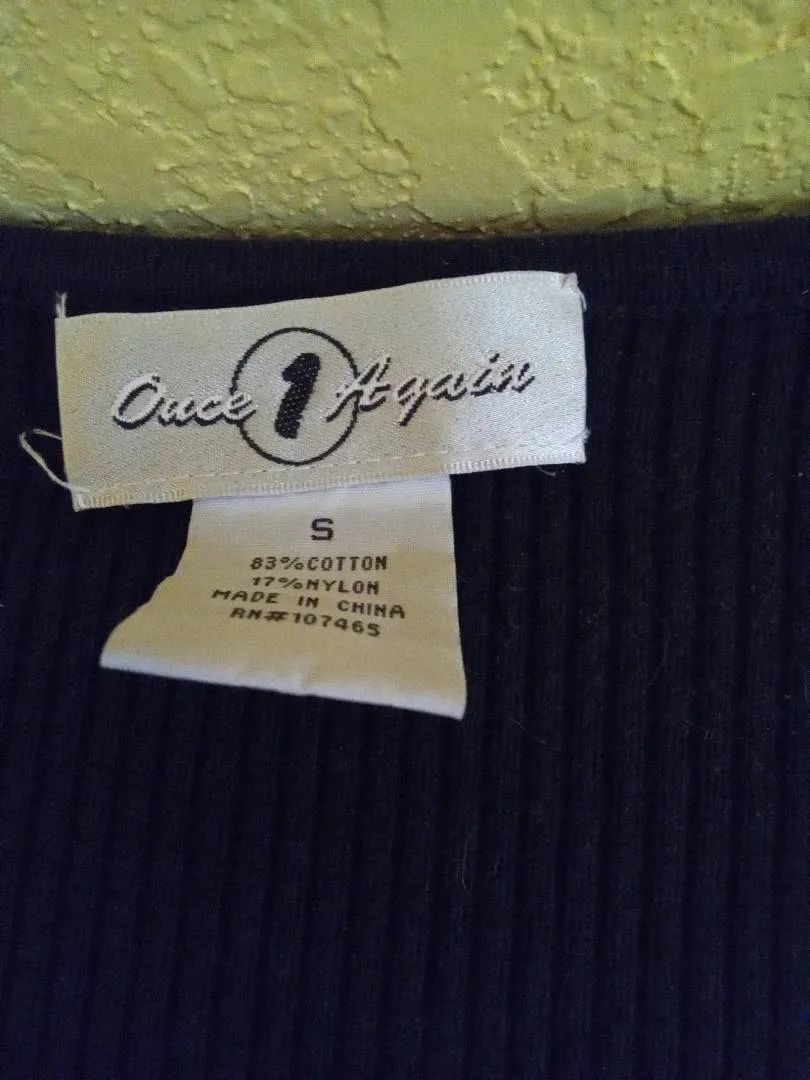 Once 1 Again
S
83%COTTON
17%NYLON
MADE IN CHINA
RN#107465